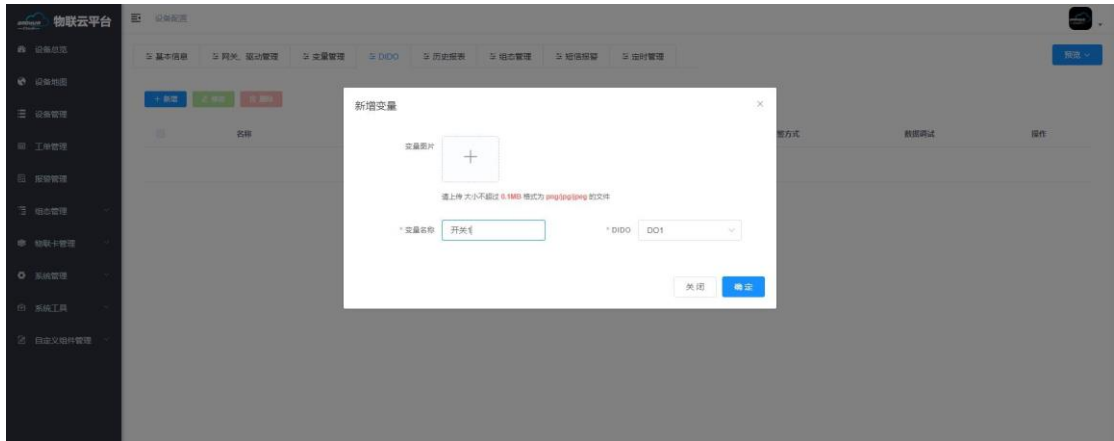 物联云平台
设备配置
设备总览
设备地图
设备管理
工单管理
报警管理
组态管理
物联卡管理
系统管理
系统工具
自定义组件管理
基本信息 网关、驱动管理 变量管理 DIDO 历史报表 组态管理 短信报警 定时管理
预览
+ 新增 修改 删除
名称 数据调试 操作
新增变量 ×
变量图片
+
请上传 大小不超过 0.1MB 格式为 png/jpg/jpeg 的文件
* 变量名称 开关1 * DIDO DO1
关 闭 确 定